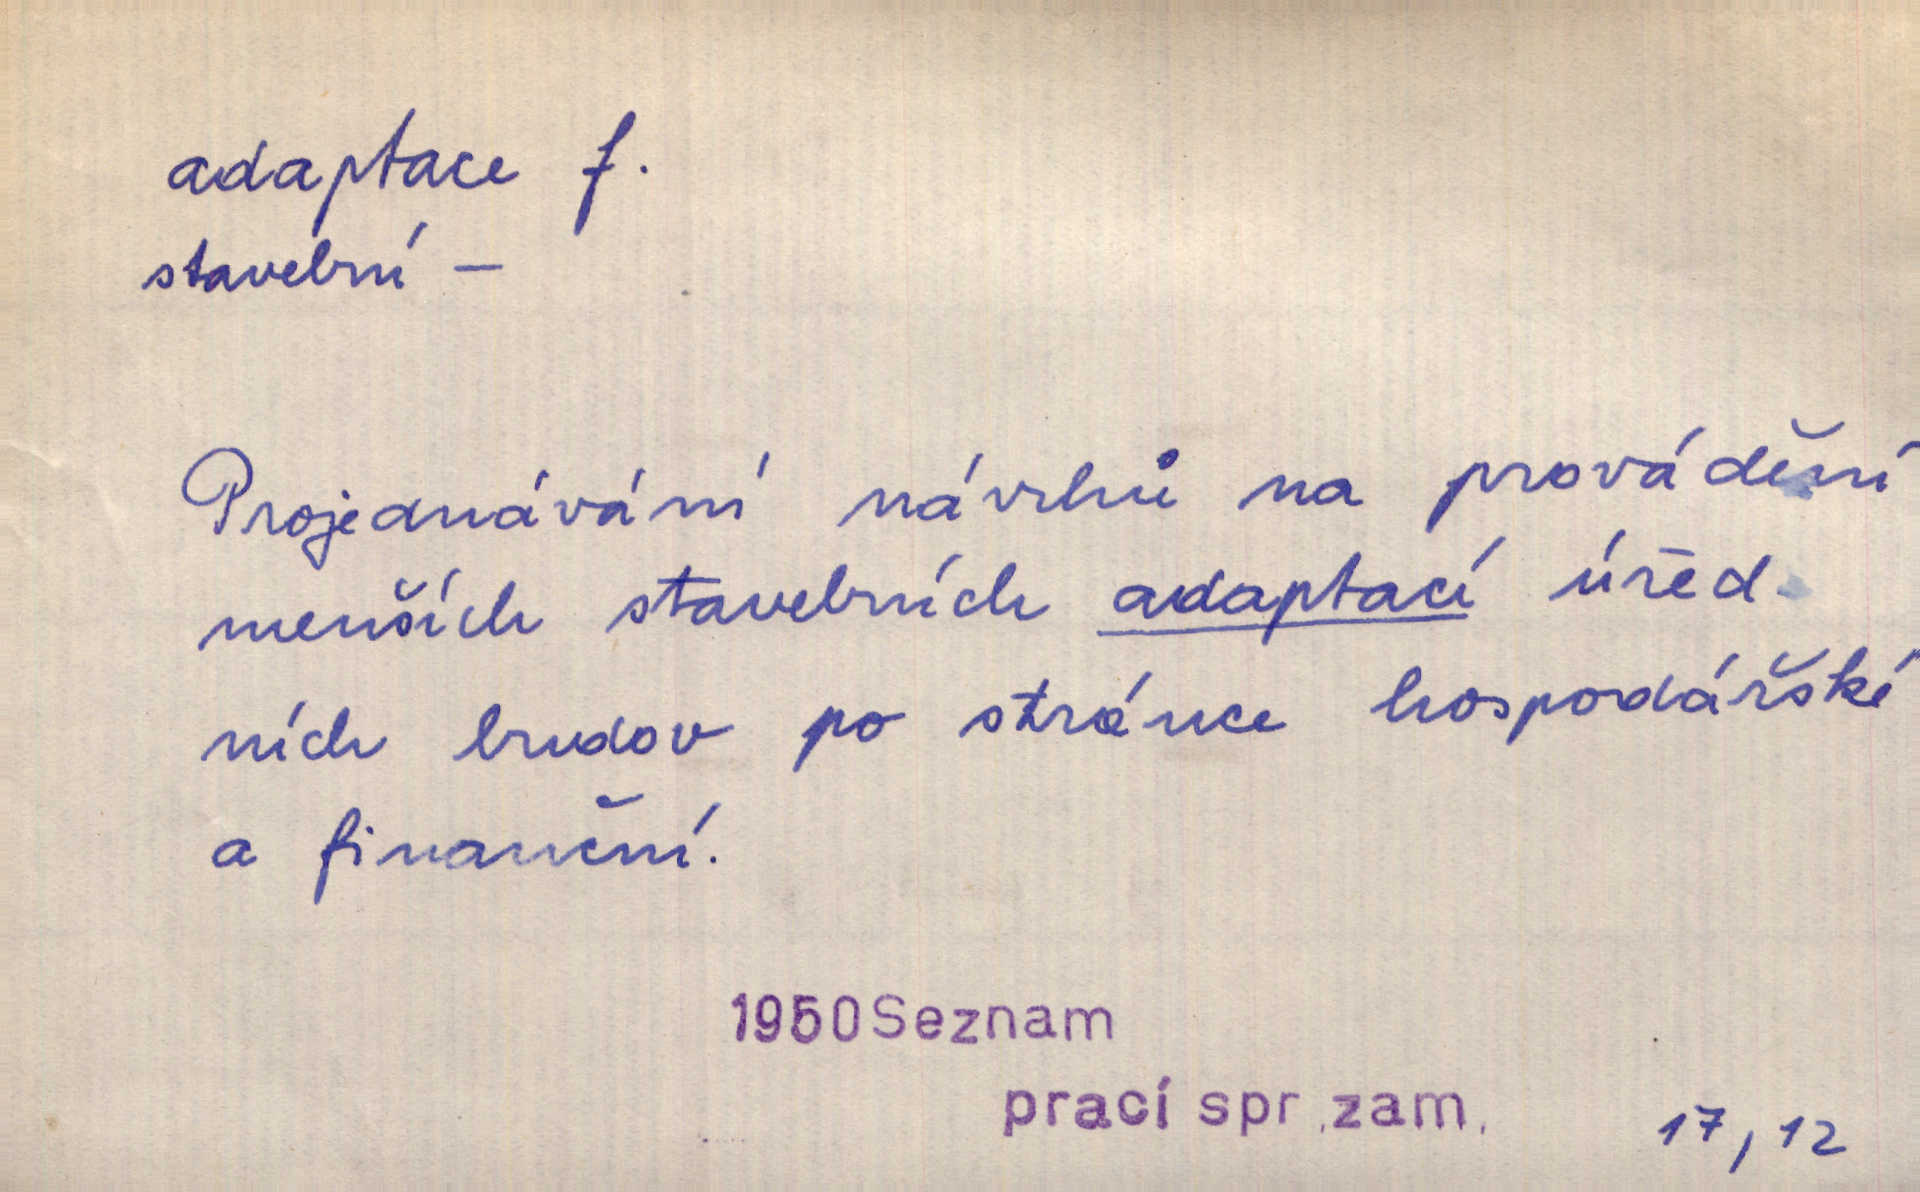 adaptace f.
stavební —
Projednávání návrhů na provádění
menších stavebních adaptací úřed-
ních budov po stránce hospodářské
a finanční.
1950 Seznam
prací spr.zam.
17, 12